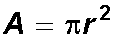 A = πr²